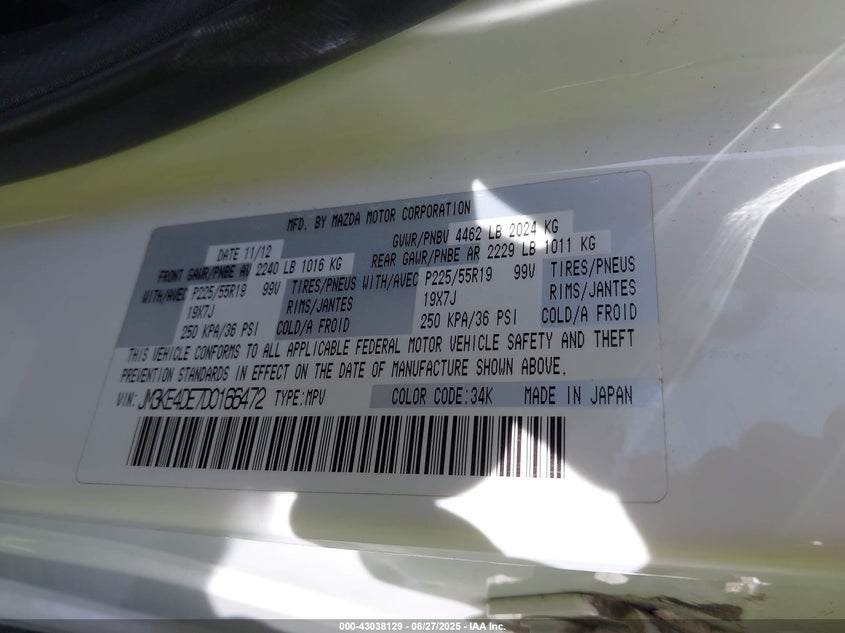 MFD. BY MAZDA MOTOR CORPORATION
DATE 11/12 GVWR/PNBV 4462 LB 2024 KG
FRONT GAWR/PNBE AV 2240 LB 1016 KG REAR GAWR/PNBE AR 2229 LB 1011 KG
WITH/AVEC P225/55R19 99V TIRES/PNEUS WITH/AVEC P225/55R19 99V TIRES/PNEUS
19X7J RIMS/JANTES 19X7J RIMS/JANTES
250 KPA/36 PSI COLD/A FROID 250 KPA/36 PSI COLD/A FROID
THIS VEHICLE CONFORMS TO ALL APPLICABLE FEDERAL MOTOR VEHICLE SAFETY AND THEFT
PREVENTION STANDARDS IN EFFECT ON THE DATE OF MANUFACTURE SHOWN ABOVE.
VIN: JM3KE4DE7D0166472 TYPE:MPV COLOR CODE:34K MADE IN JAPAN
000-43038129 - 08/27/2025 - IAA Inc.